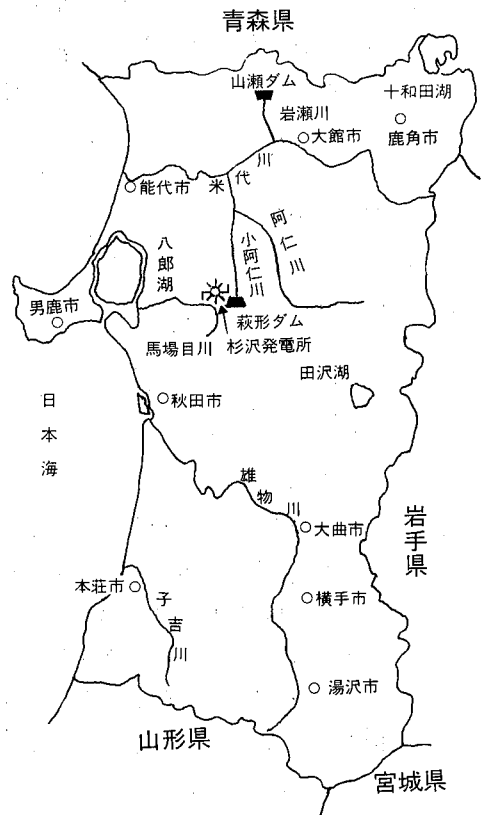 青森県
山瀬ダム
十和田湖
岩瀬川
大館市
鹿角市
米代川
能代市
阿仁川
小阿仁川
八郎湖
男鹿市
萩形ダム
馬場目川
杉沢発電所
田沢湖
秋田市
日本海
雄物川
大曲市
岩手県
本荘市
子吉川
横手市
湯沢市
山形県
宮城県